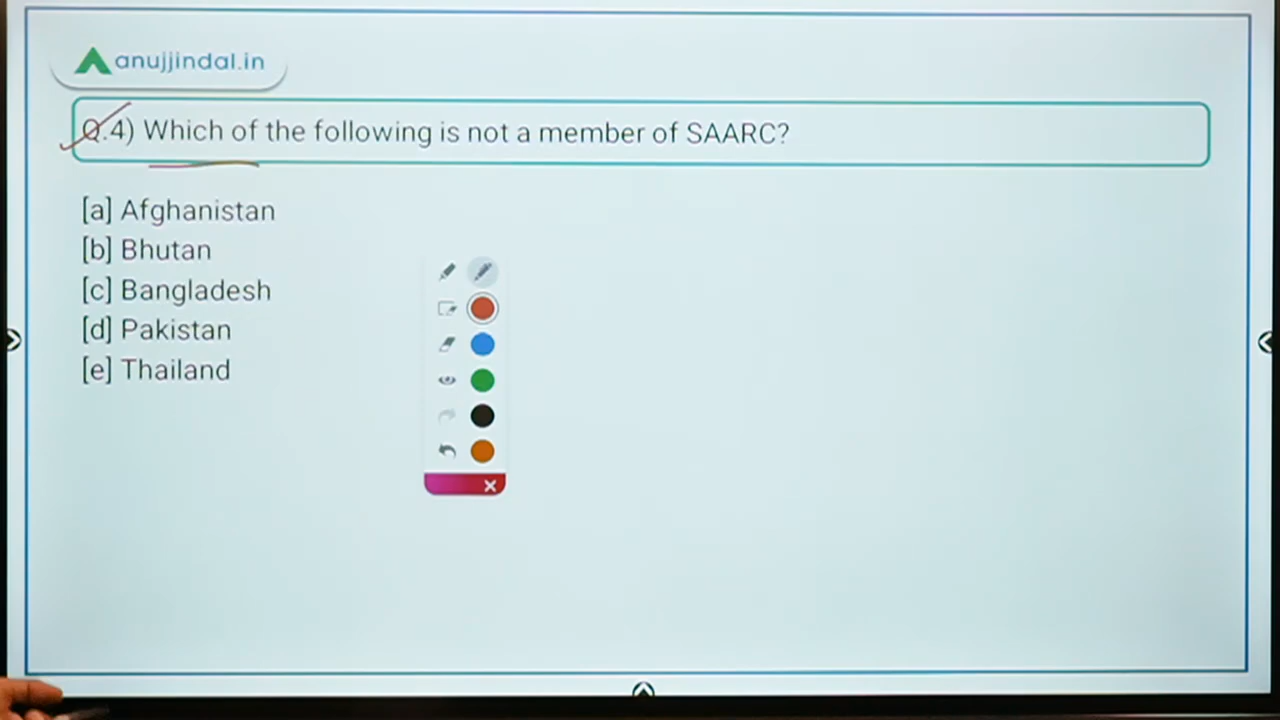 anujjindal.in
Q.4) Which of the following is not a member of SAARC?
[a] Afghanistan
[b] Bhutan
[c] Bangladesh
[d] Pakistan
[e] Thailand